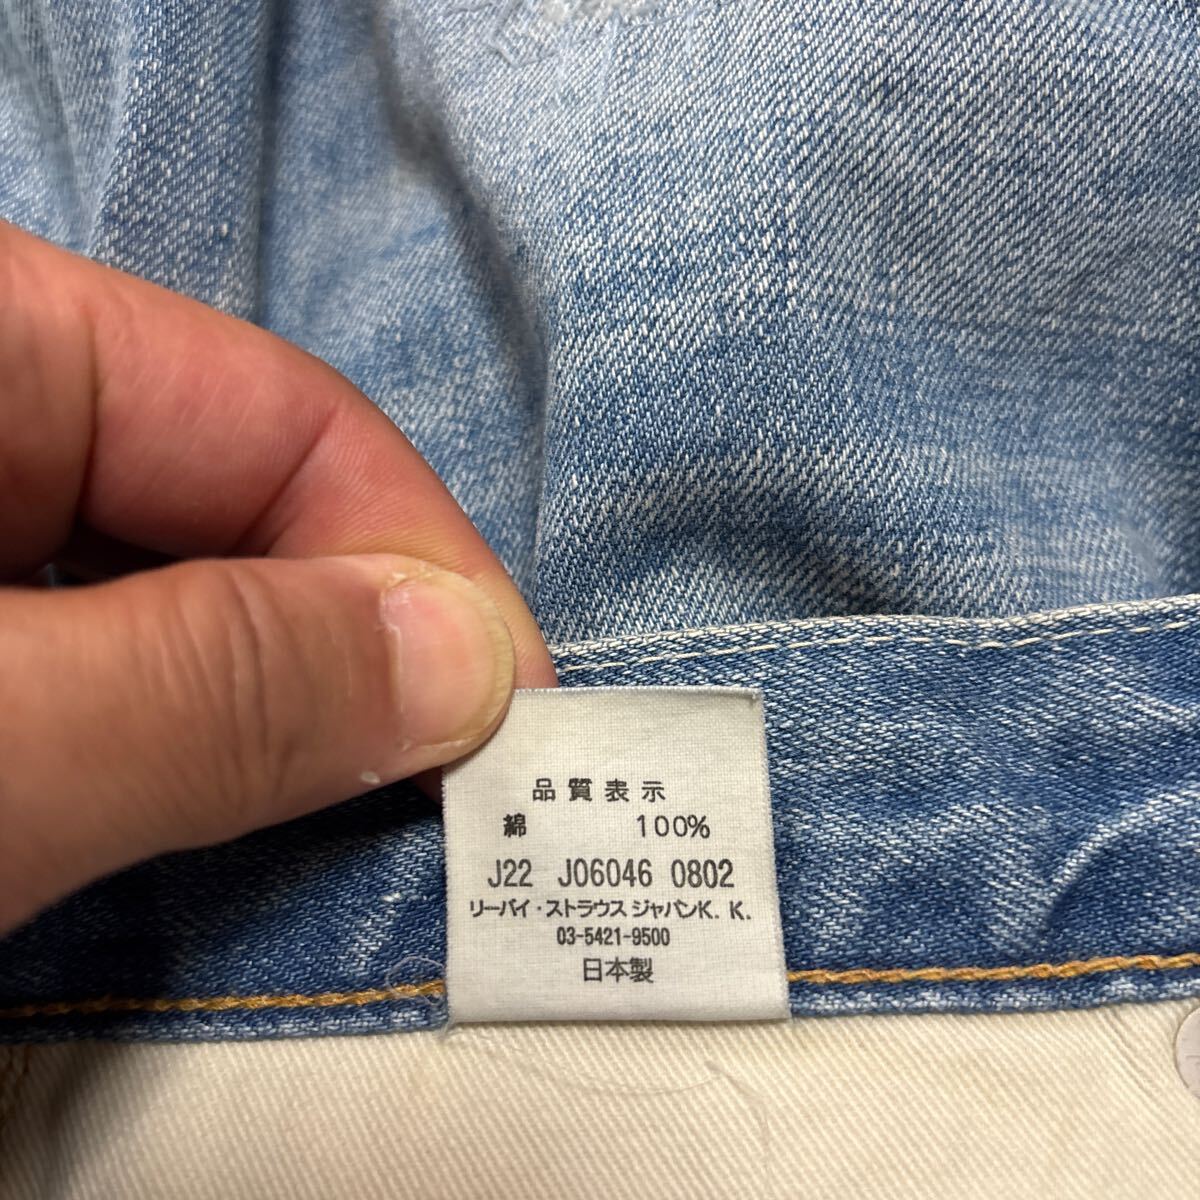 品質表示
綿 100%
J22 J06046 0802
リーバイ・ストラウス ジャパンK. K.
03-5421-9500
日本製